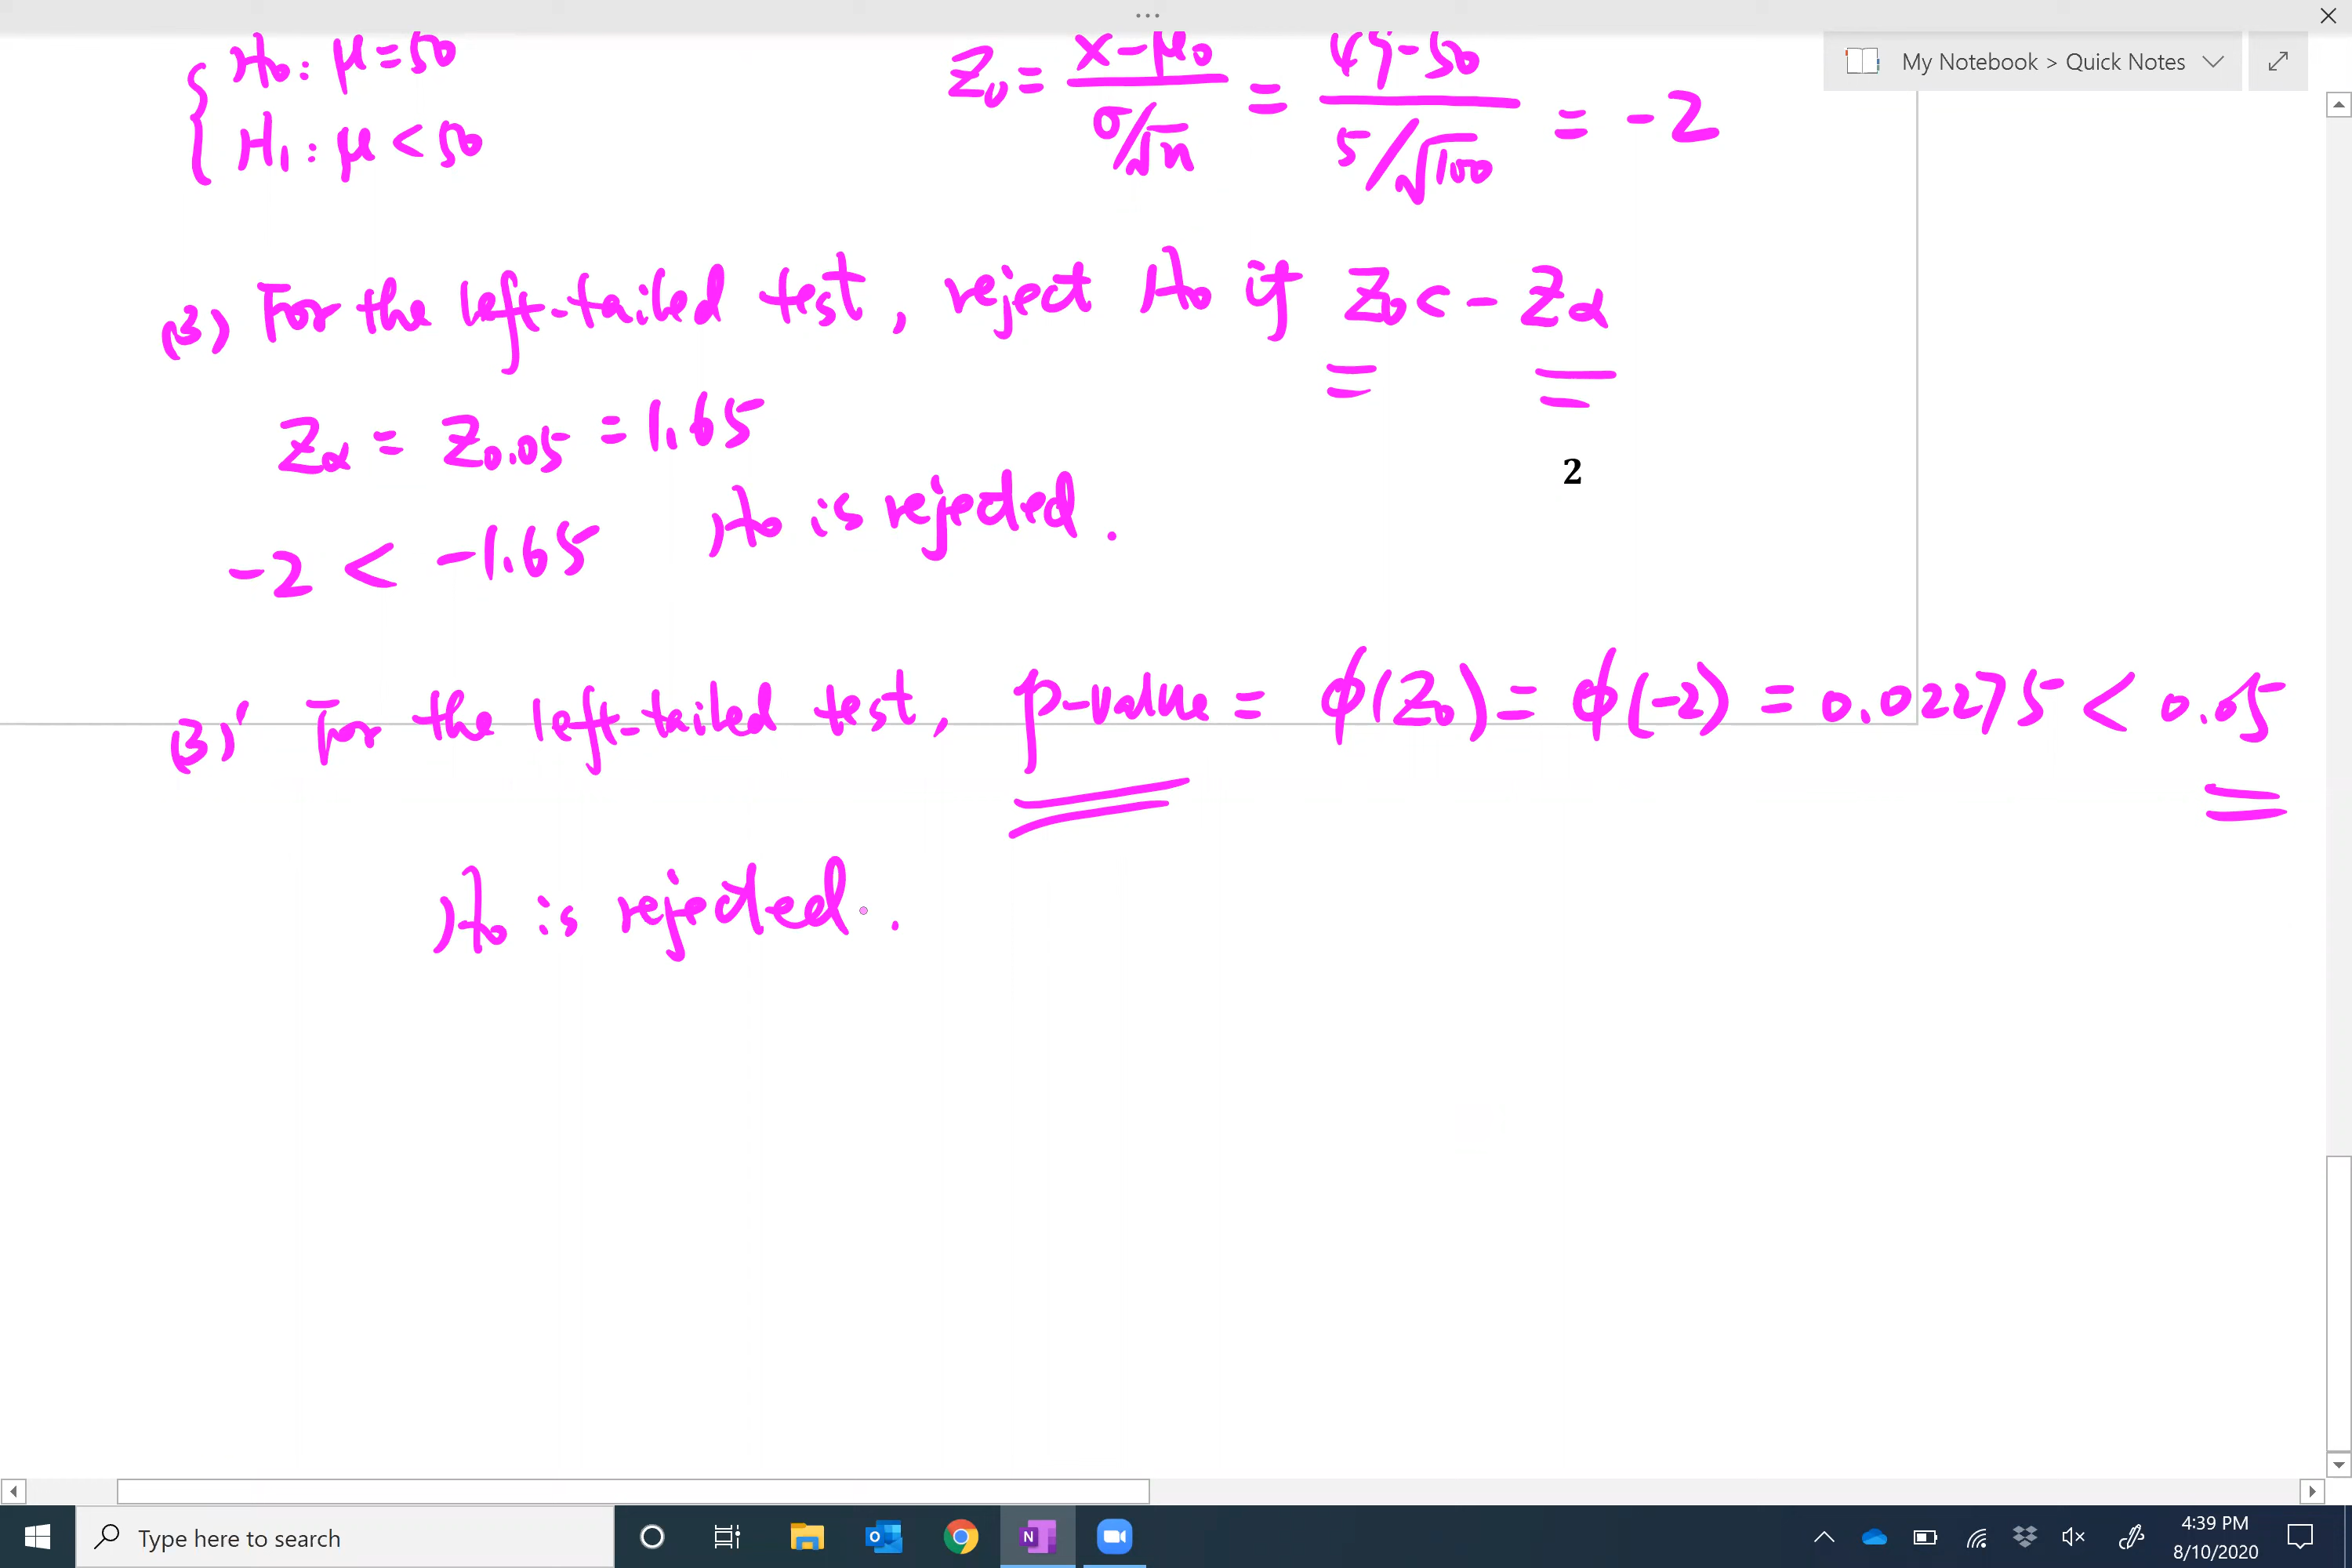 ...
My Notebook > Quick Notes
H₀: μ=50
H₁: μ<50
Z₀ = (x-μ₀)/(σ/√n) = (49-50)/(5/√100) = -2
(3) For the left-tailed test, reject H₀ if Z₀ < -Zα
Zα = Z0.05 = 1.65
2
-2 < -1.65 H₀ is rejected.
(3)' For the left-tailed test, p-value = ϕ(Z₀) = ϕ(-2) = 0.02275 < 0.05
H₀ is rejected.
Type here to search
4:39 PM
8/10/2020